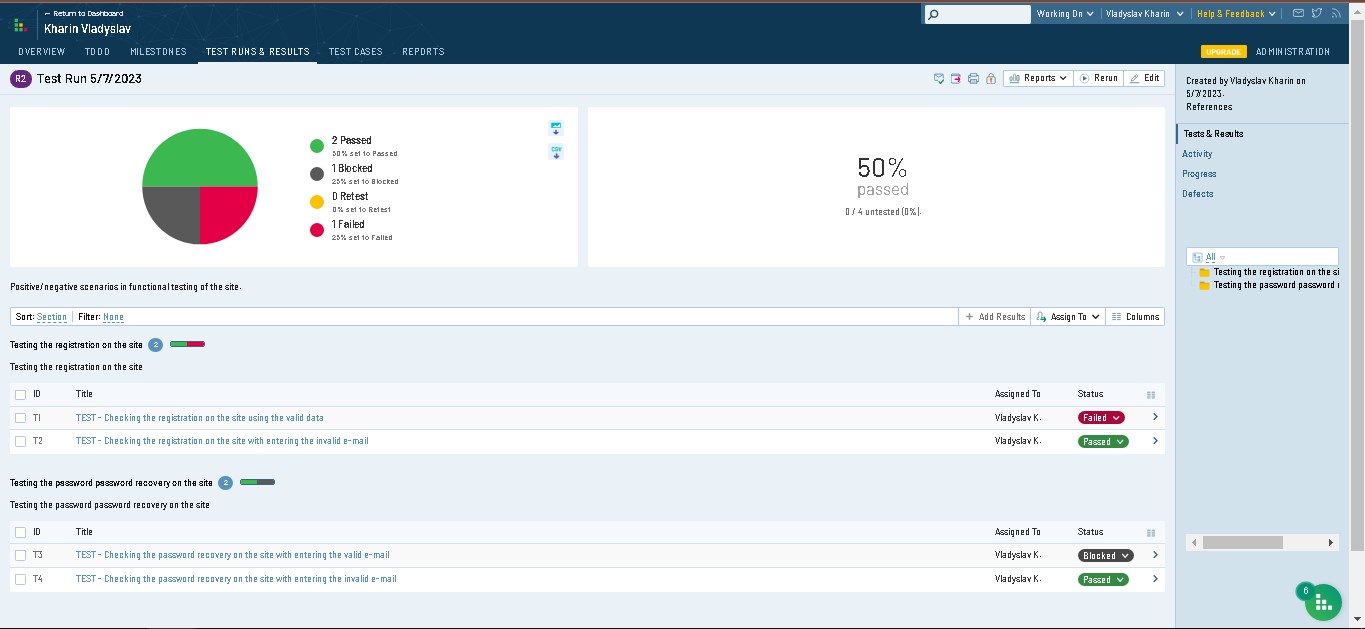 ← Return to Dashboard
Kharin Vladyslav
Working On
Vladyslav Kharin
Help & Feedback
OVERVIEW TODO MILESTONES TEST RUNS & RESULTS TEST CASES REPORTS
UPGRADE ADMINISTRATION
R2 Test Run 5/7/2023
Reports Rerun Edit
2 Passed
50% set to Passed
1 Blocked
25% set to Blocked
0 Retest
0% set to Retest
1 Failed
25% set to Failed
CSV
50%
passed
0 / 4 untested (0%).
Positive/negative scenarios in functional testing of the site.
Sort: Section Filter: None
+ Add Results Assign To Columns
Testing the registration on the site 2
Testing the registration on the site
ID Title Assigned To Status
T1 TEST - Checking the registration on the site using the valid data Vladyslav K. Failed
T2 TEST - Checking the registration on the site with entering the invalid e-mail Vladyslav K. Passed
Testing the password password recovery on the site 2
Testing the password password recovery on the site
ID Title Assigned To Status
T3 TEST - Checking the password recovery on the site with entering the valid e-mail Vladyslav K. Blocked
T4 TEST - Checking the password recovery on the site with entering the invalid e-mail Vladyslav K. Passed
Created by Vladyslav Kharin on
5/7/2023.
References
Tests & Results
Activity
Progress
Defects
All
Testing the registration on the si
Testing the password password
6